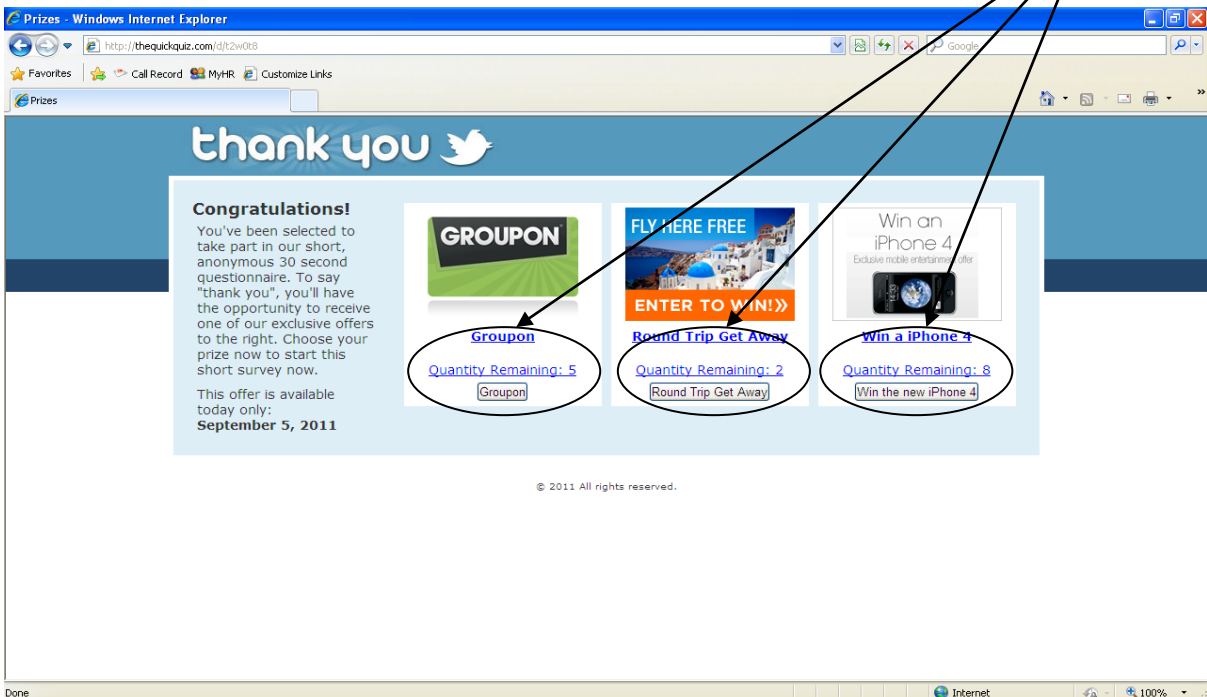 Prizes - Windows Internet Explorer
http://thequickquiz.com/d/t2w0t8
Google
Favorites Call Record MyHR Customize Links
Prizes
thank you
Congratulations!
You've been selected to
take part in our short,
anonymous 30 second
questionnaire. To say
"thank you", you'll have
the opportunity to receive
one of our exclusive offers
to the right. Choose your
prize now to start this
short survey now.
This offer is available
today only:
September 5, 2011
GROUPON
Groupon
Quantity Remaining: 5
Groupon
FLY HERE FREE
ENTER TO WIN!»
Round Trip Get Away
Quantity Remaining: 2
Round Trip Get Away
Win an
iPhone 4
Exclusive mobile entertainment offer
14:33
Win a iPhone 4
Quantity Remaining: 8
Win the new iPhone 4
© 2011 All rights reserved.
Done
Internet
100%